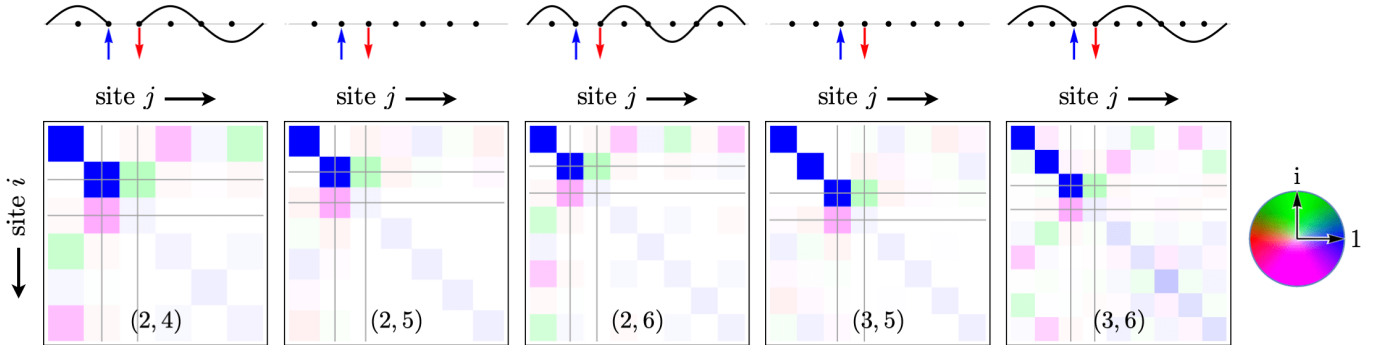 site j
site j
site j
site j
site j
site i
(2, 4)
(2, 5)
(2, 6)
(3, 5)
(3, 6)
i
1